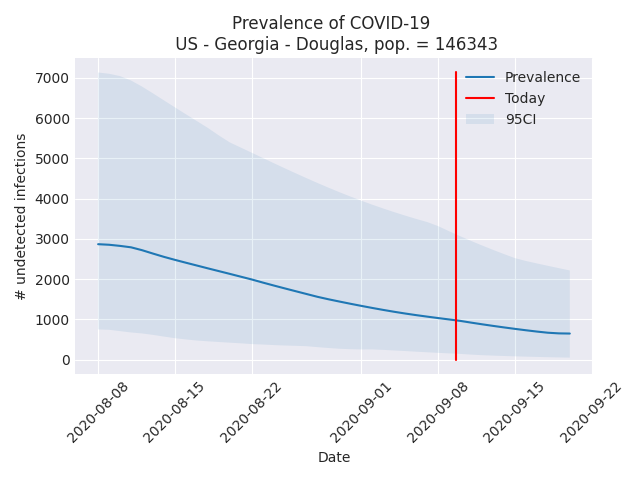 Prevalence of COVID-19
US - Georgia - Douglas, pop. = 146343
7000
6000
5000
4000
3000
2000
1000
0
# undetected infections
Prevalence
Today
95CI
2020-08-08
2020-08-15
2020-08-22
2020-09-01
2020-09-08
2020-09-15
2020-09-22
Date